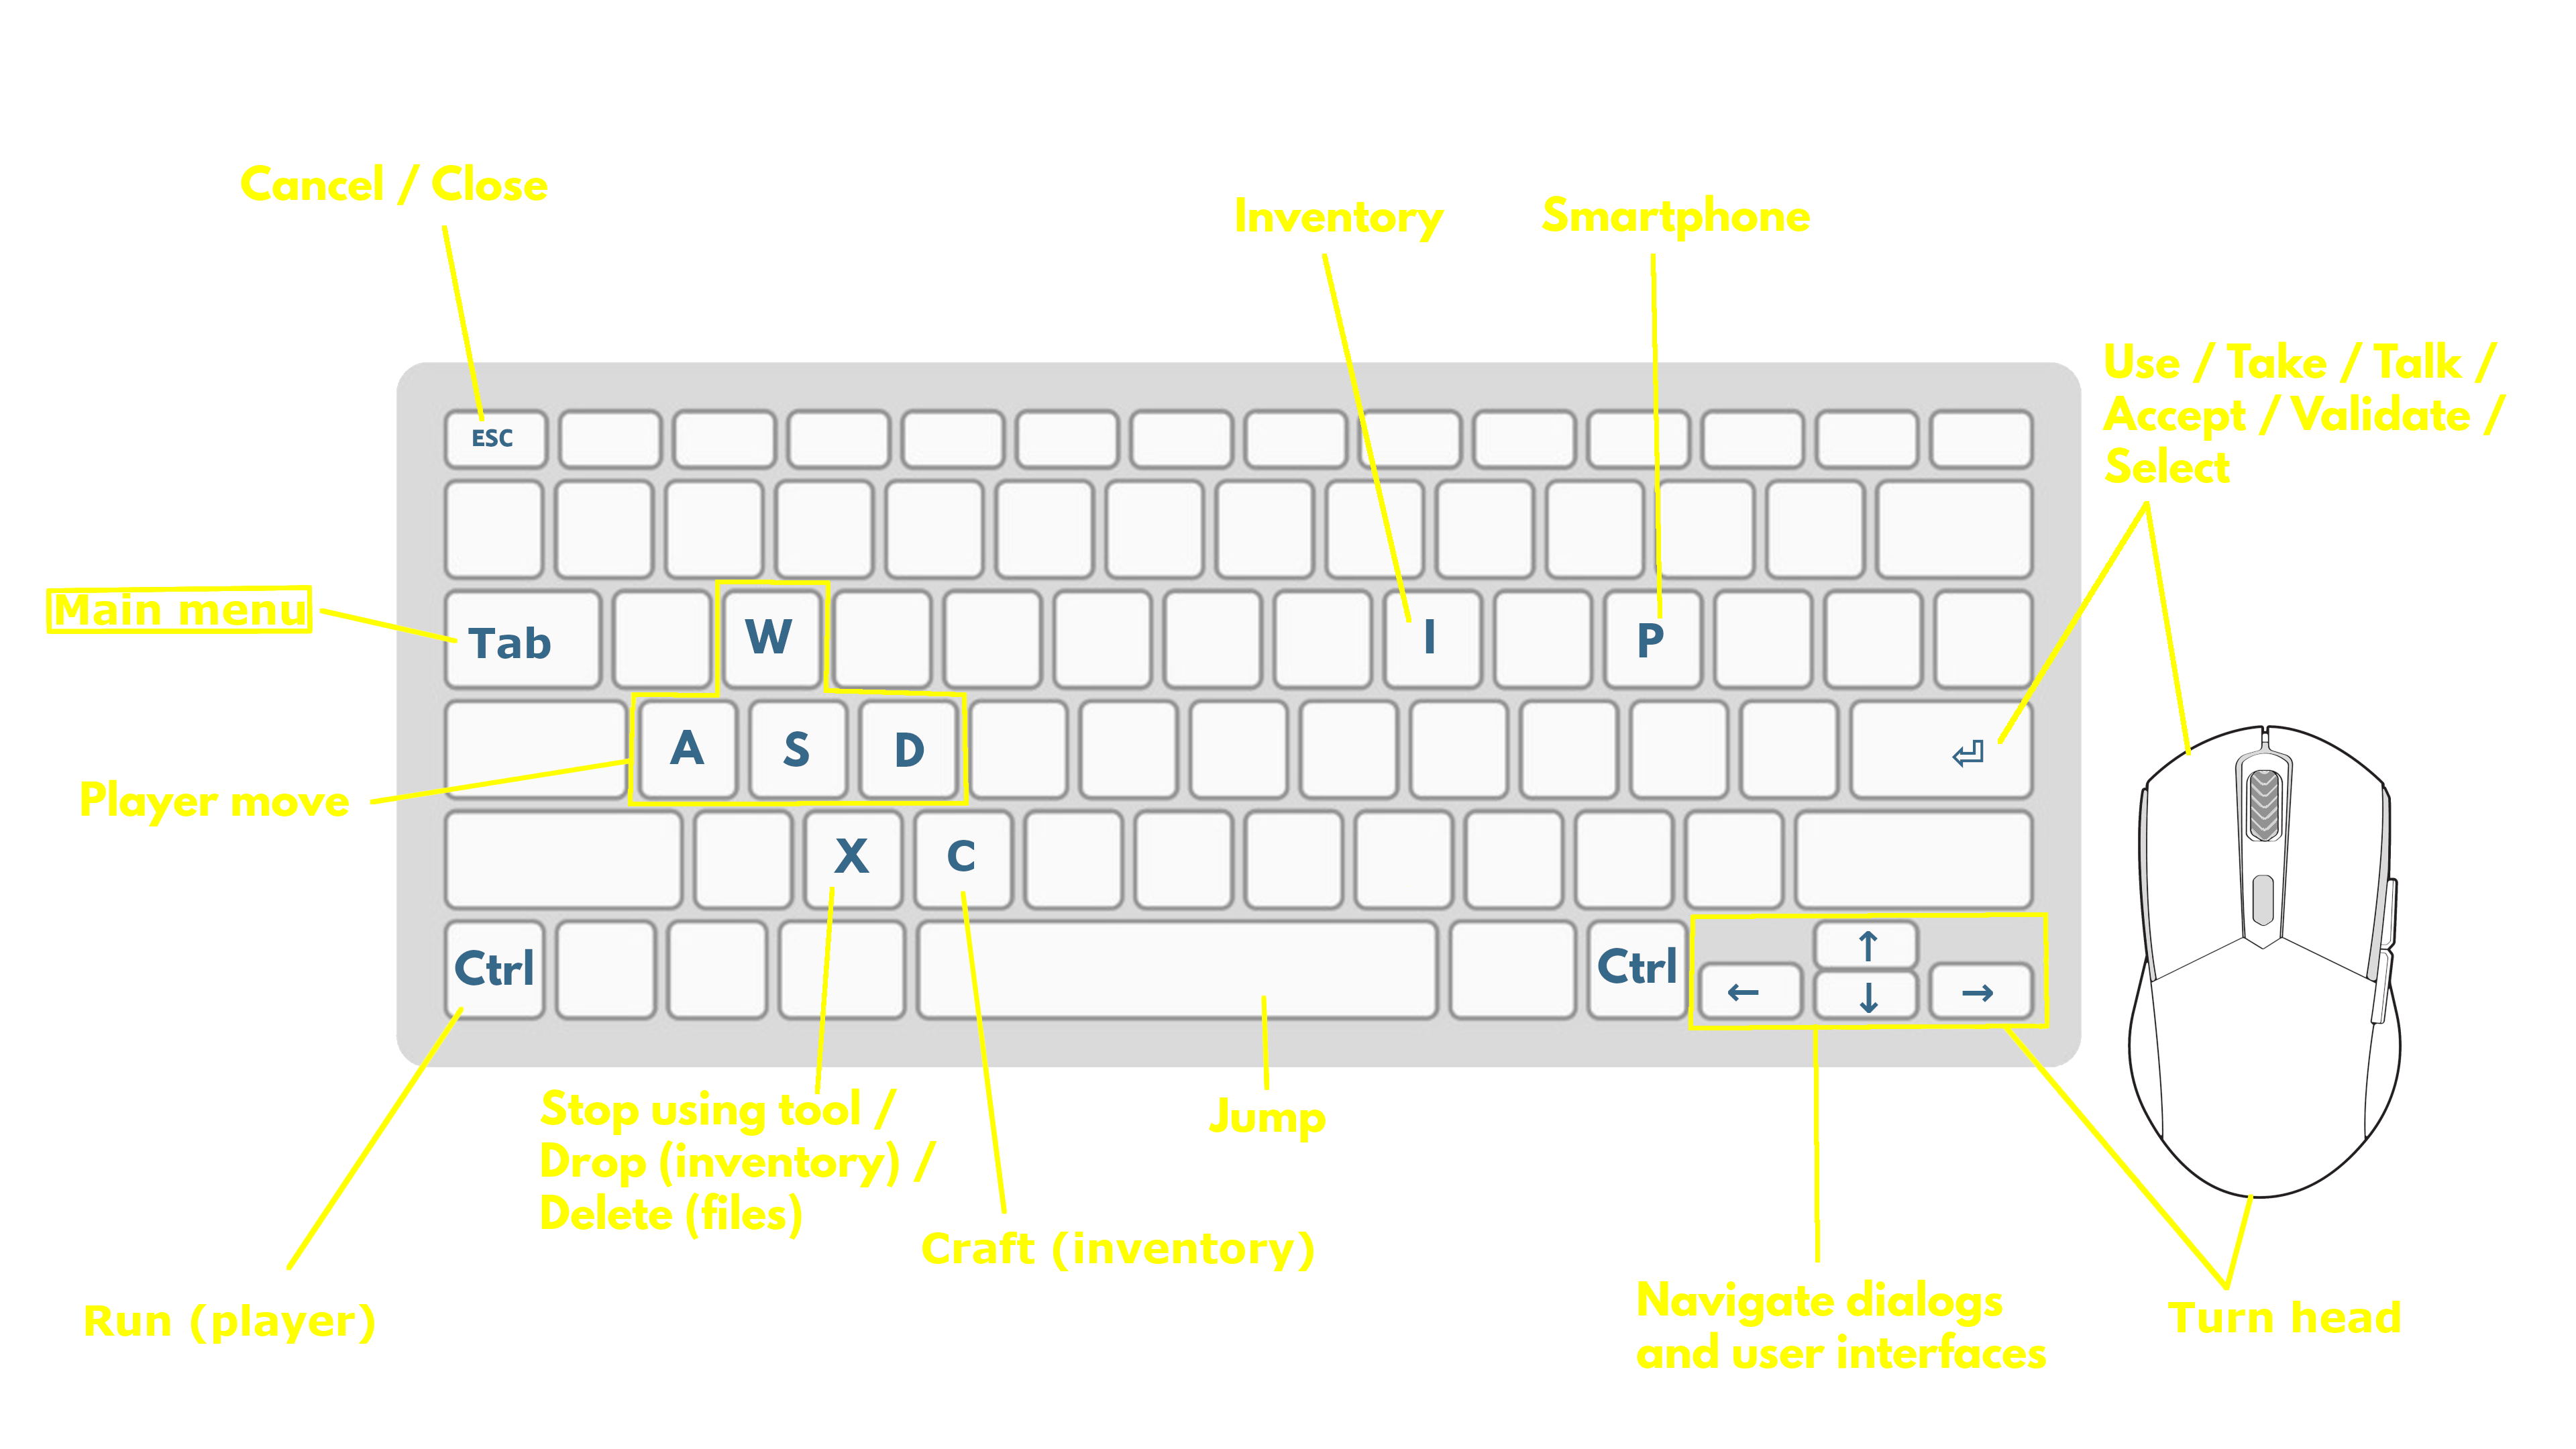 Cancel / Close
Inventory
Smartphone
Use / Take / Talk /
Accept / Validate /
Select
ESC
Main menu
Tab
W
I
P
Player move
A
S
D
⏎
X
C
Ctrl
Ctrl
↑
←
↓
→
Stop using tool /
Drop (inventory) /
Delete (files)
Jump
Craft (inventory)
Run (player)
Navigate dialogs
and user interfaces
Turn head